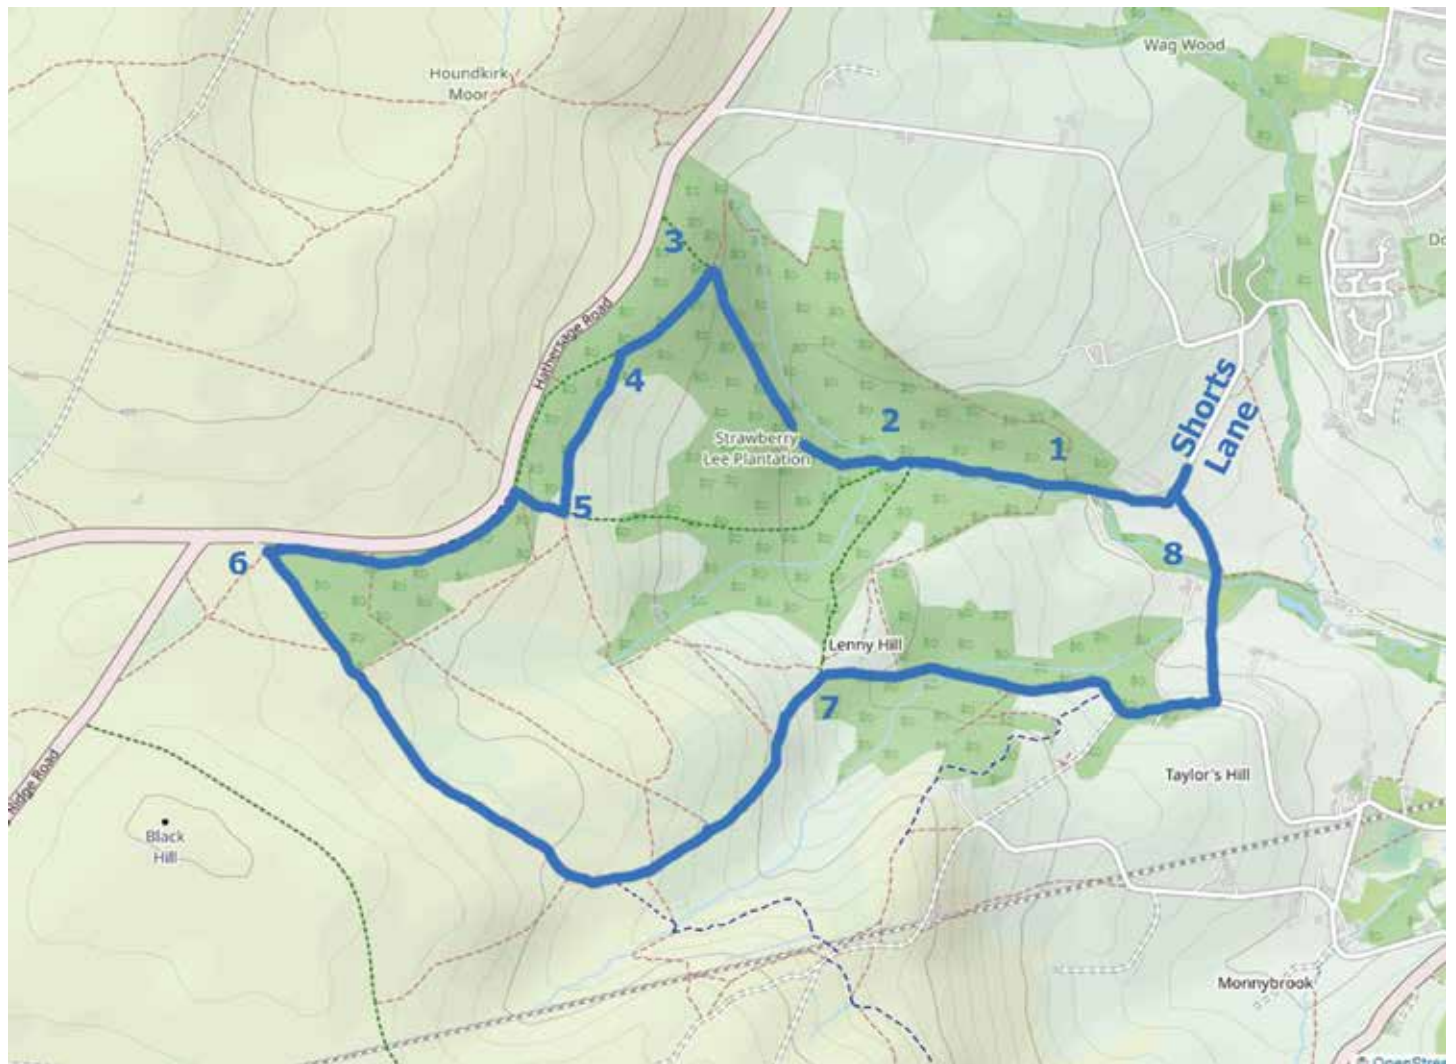 Wag Wood
Houndkirk
Moor
3
Hathersage Road
4
Shorts
Lane
2
Strawberry
Lee Plantation
1
5
6
8
Lenny Hill
7
Taylor's Hill
Black
Hill
Monnybrook